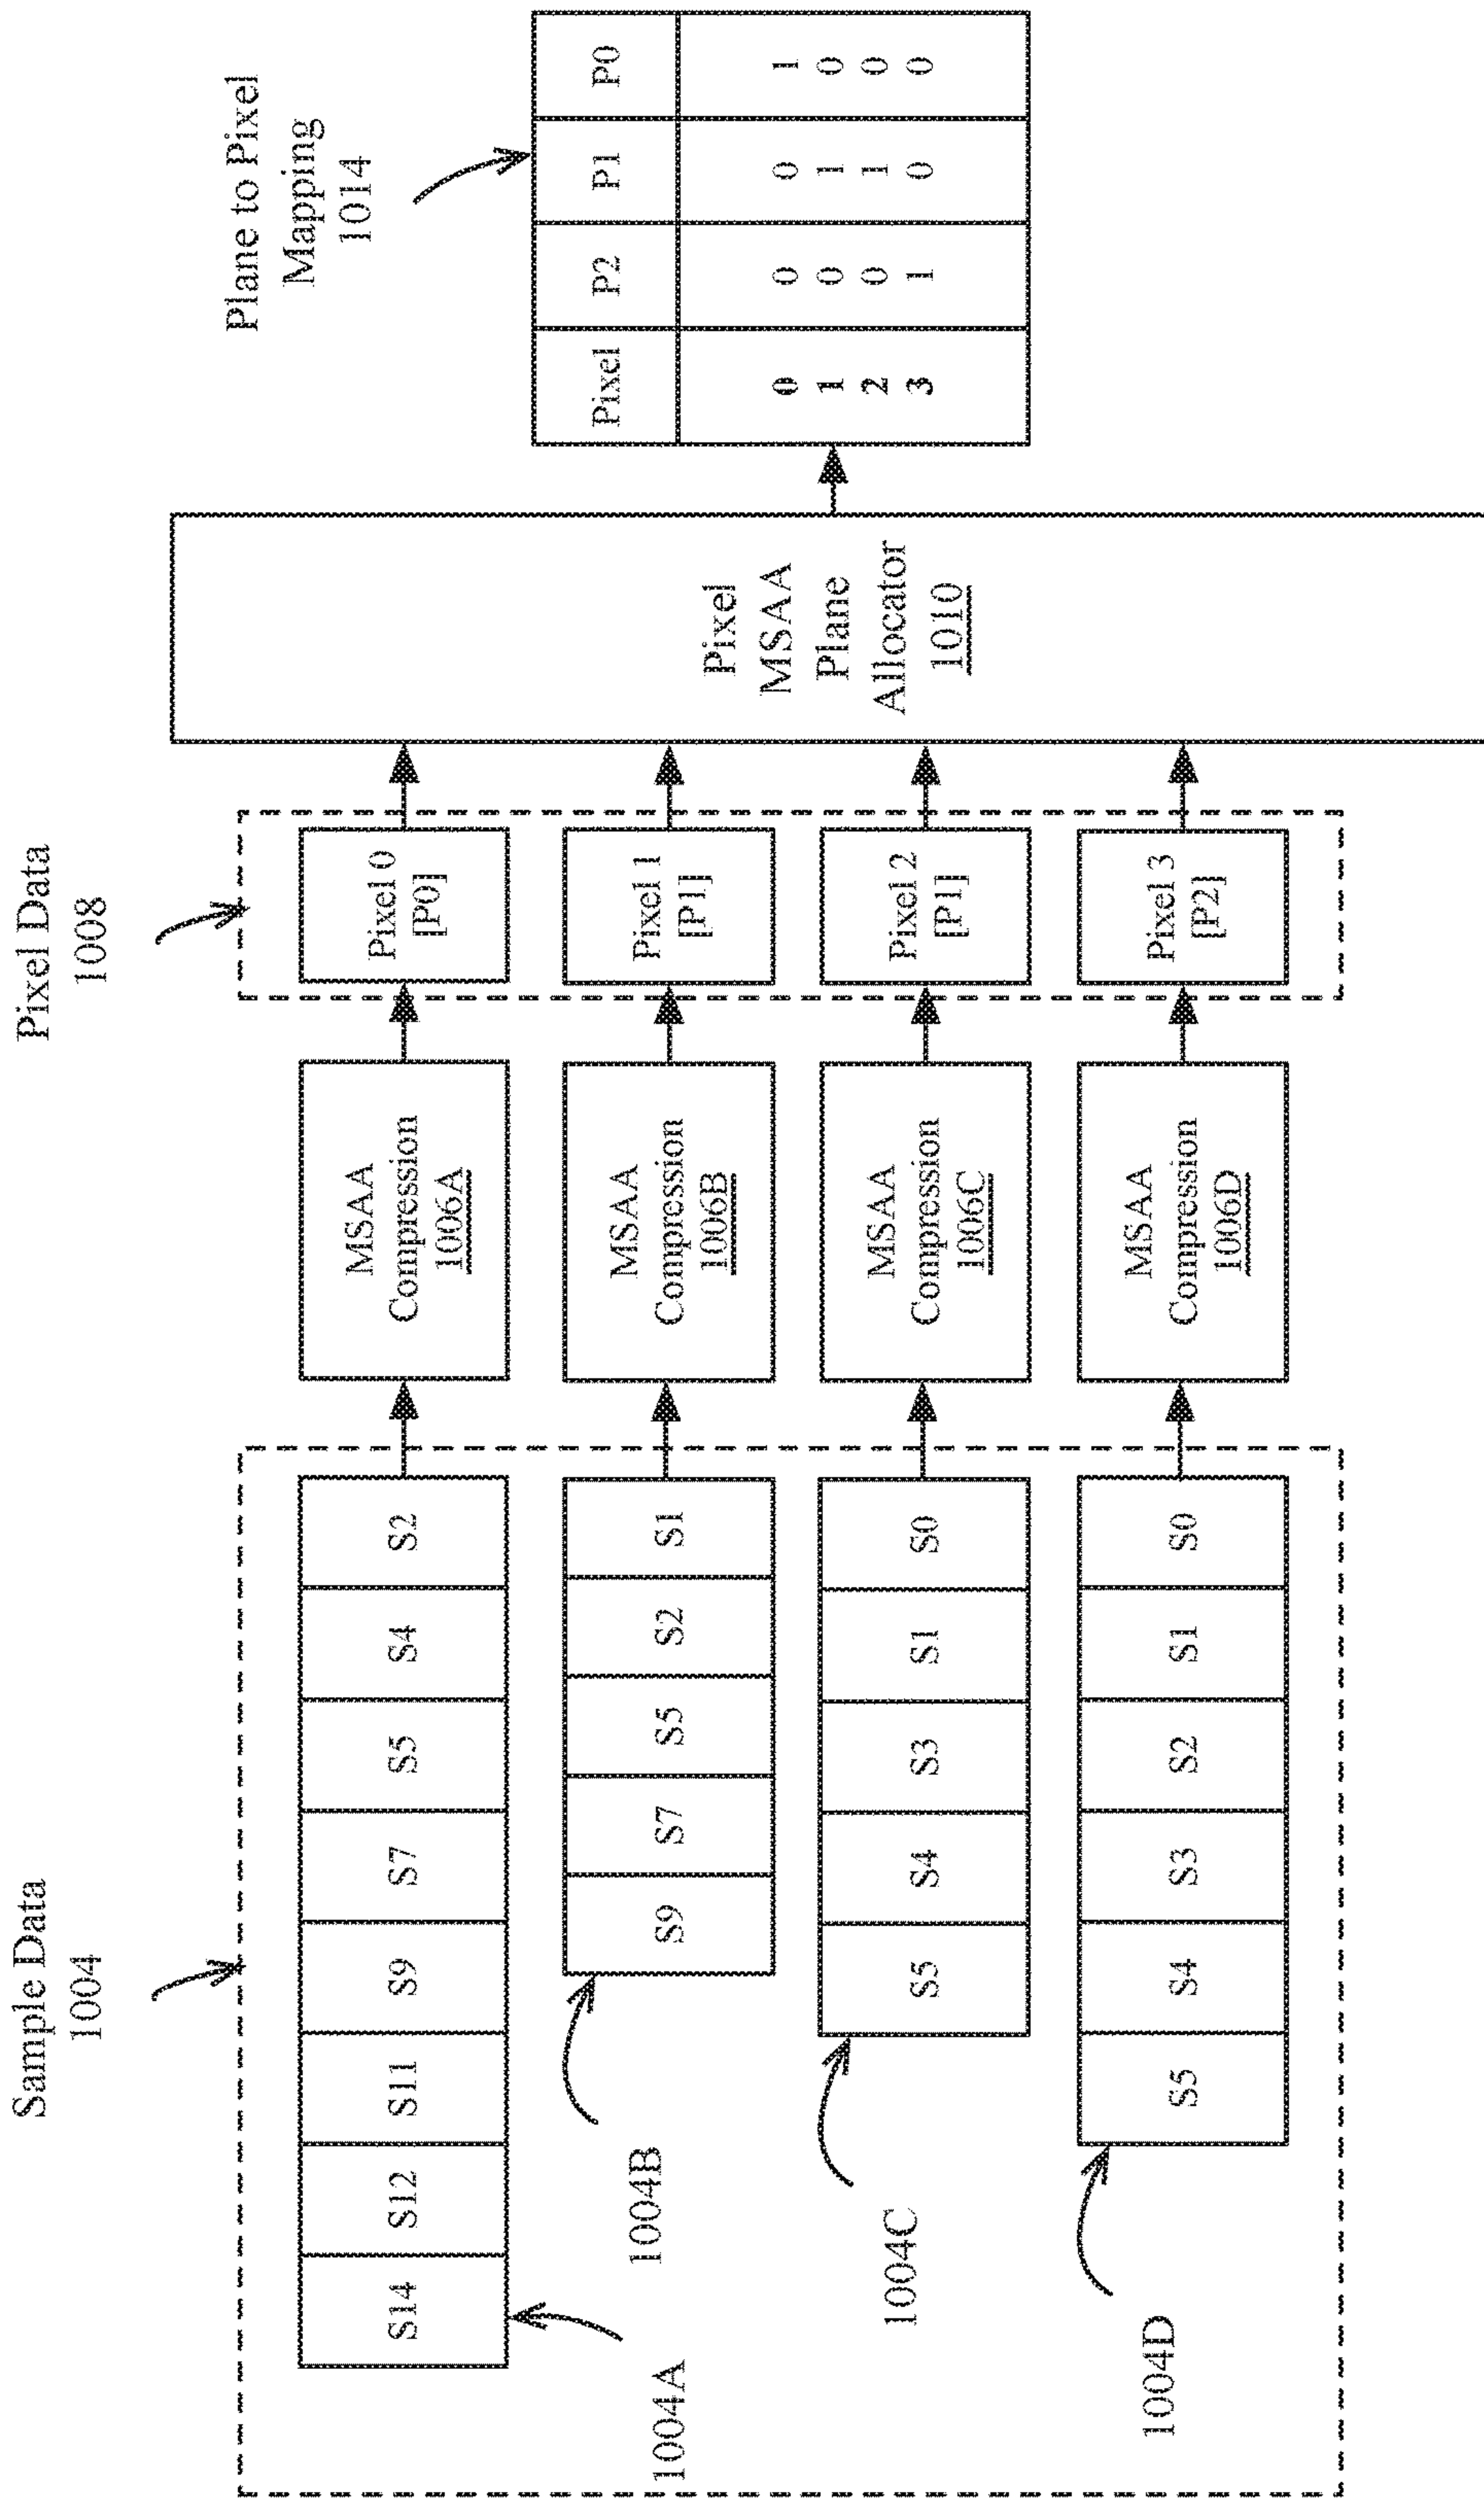 Sample Data
1004
Pixel Data
1008
Plane to Pixel
Mapping
1014
S14 S12 S11 S9 S7 S5 S4 S2
1004A
MSAA
Compression
1006A
Pixel 0
[P0]
S9 S7 S5 S2 S1
1004B
MSAA
Compression
1006B
Pixel 1
[P1]
S5 S4 S3 S1 S0
1004C
MSAA
Compression
1006C
Pixel 2
[P1]
S5 S4 S3 S2 S1 S0
1004D
MSAA
Compression
1006D
Pixel 3
[P2]
Pixel
MSAA
Plane
Allocator
1010
Pixel P2 P1 P0
0 0 0 1
1 0 1 0
2 0 1 0
3 1 0 0